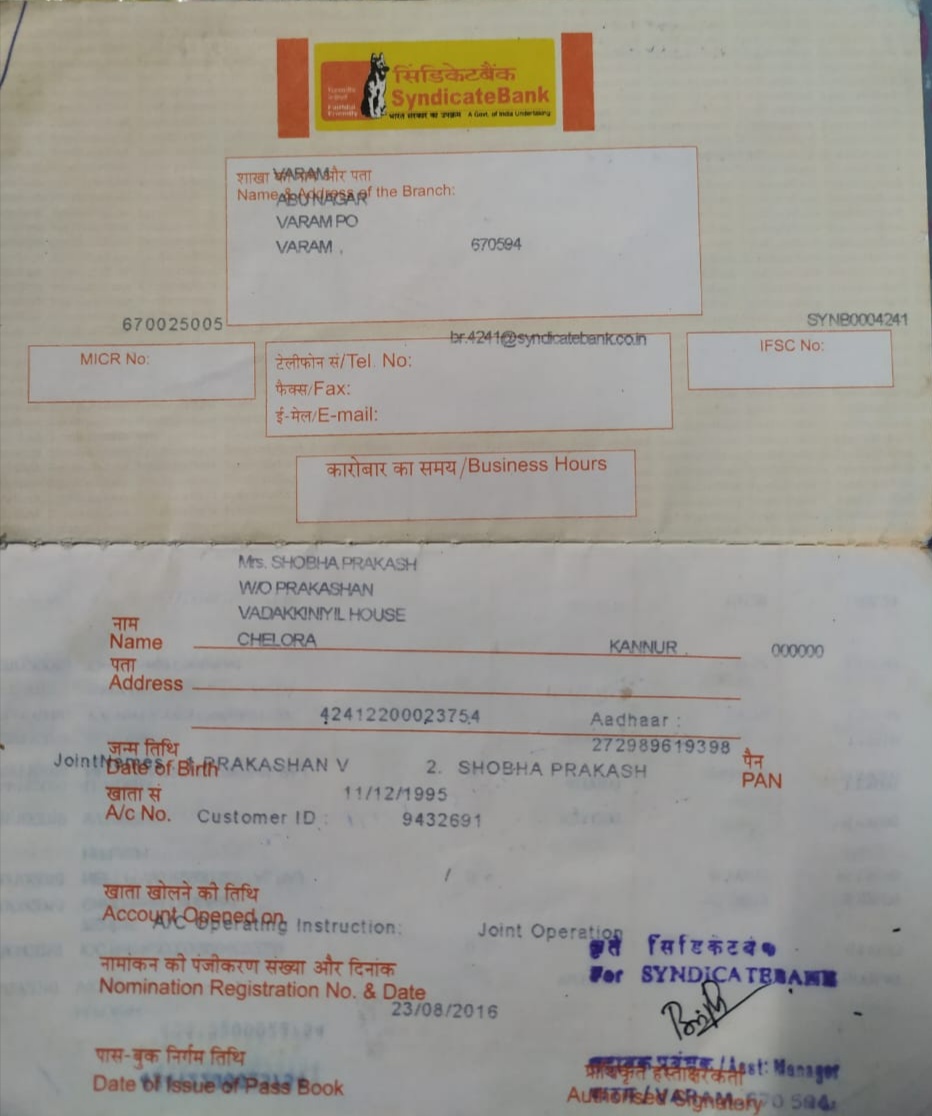 सिंडिकेटबैंक
SyndicateBank
Faithful
Friendly
भारत सरकार का उपक्रम A Govt. of India Undertaking
शाखा का नाम और पता
VARAM
Name & Address of the Branch:
ABU NAGAR
VARAM PO
VARAM , 670594
670025005
SYNB0004241
br.4241@syndicatebank.co.in
MICR No:
टेलीफोन सं/Tel. No:
IFSC No:
फैक्स/Fax:
ई-मेल/E-mail:
कारोबार का समय/Business Hours
Mrs. SHOBHA PRAKASH
W/O PRAKASHAN
VADAKKINIYIL HOUSE
नाम
Name CHELORA KANNUR . 000000
पता
Address
42412200023754 Aadhaar :
272989619398
जन्म तिथि
Date of Birth
पैन
PAN
JointNames : 1. PRAKASHAN V 2. SHOBHA PRAKASH
खाता सं 11/12/1995
A/c No. Customer ID : 9432691
/
खाता खोलने की तिथि
Account Opened on
A/C Operating Instruction: Joint Operation
कृते सिंडिकेटबैंक
For SYNDICATEBANK
नामांकन को पंजीकरण संख्या और दिनांक
Nomination Registration No. & Date
23/08/2016
पास-बुक निर्गम तिथि
Date of Issue of Pass Book
सहायक प्रबंधक /Asst: Manager
प्राधिकृत हस्ताक्षरकर्ता
Authorised Signatory
वारम / VARAM - 670 594